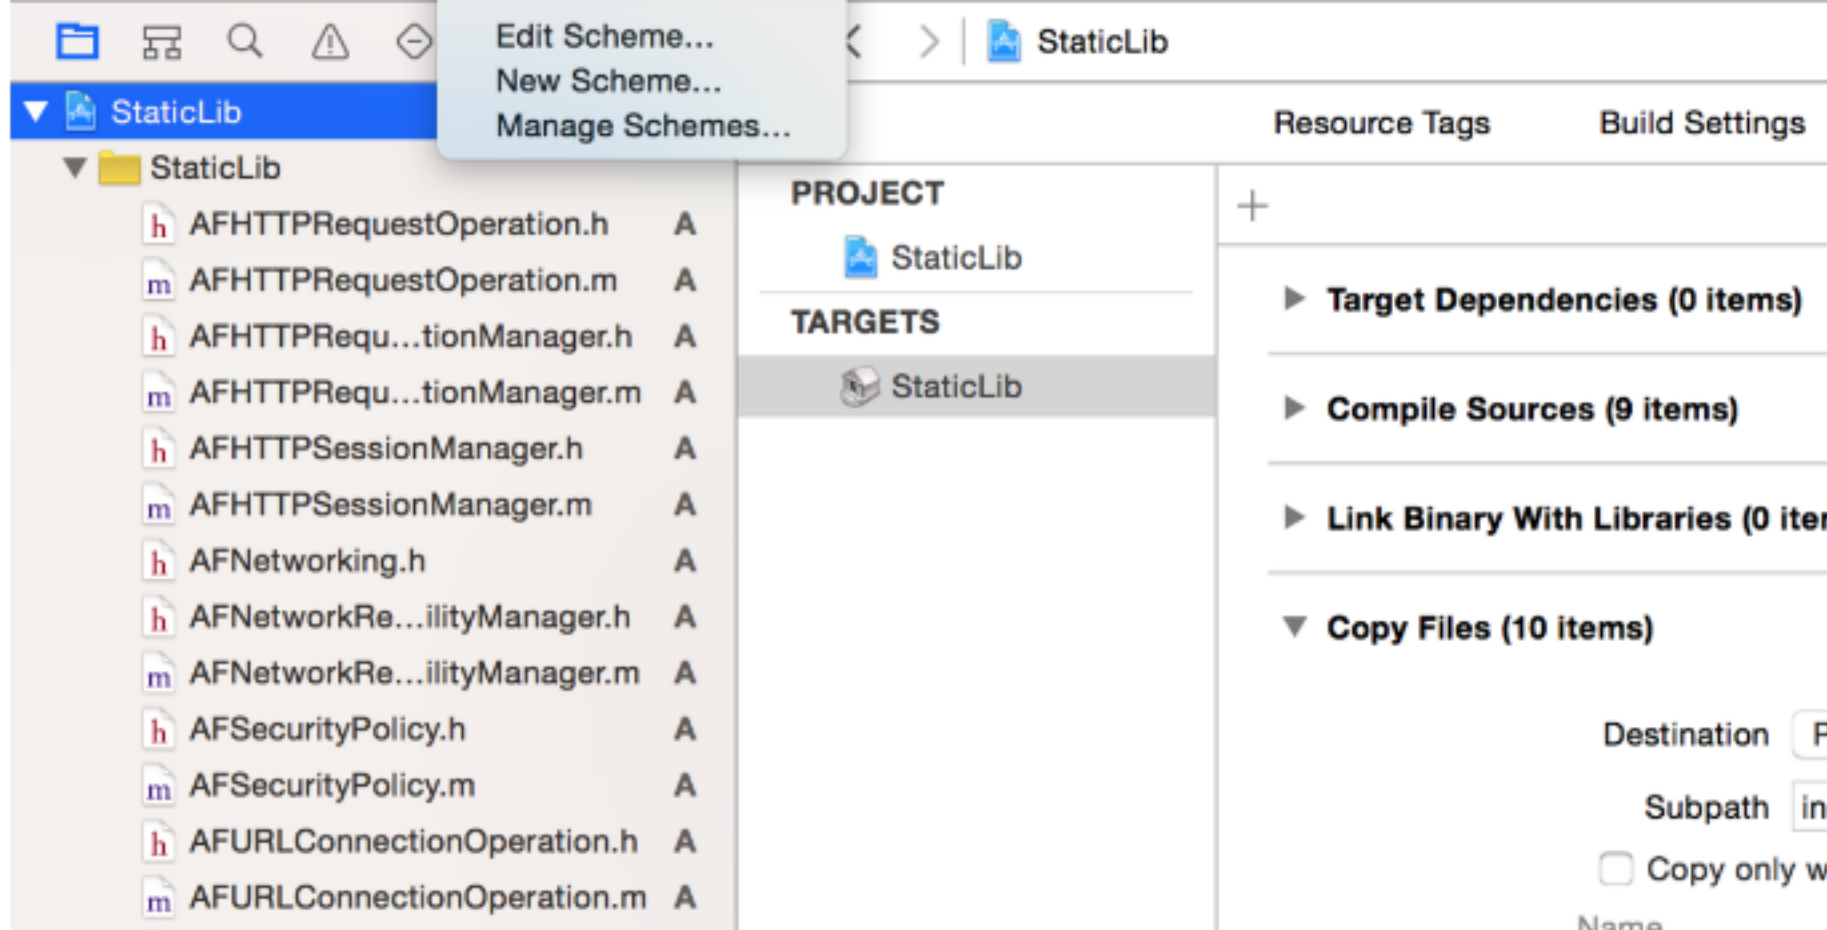 Edit Scheme...
New Scheme...
Manage Schemes...
StaticLib
StaticLib
StaticLib
AFHTTPRequestOperation.h A
AFHTTPRequestOperation.m A
AFHTTPRequ...tionManager.h A
AFHTTPRequ...tionManager.m A
AFHTTPSessionManager.h A
AFHTTPSessionManager.m A
AFNetworking.h A
AFNetworkRe...ilityManager.h A
AFNetworkRe...ilityManager.m A
AFSecurityPolicy.h A
AFSecurityPolicy.m A
AFURLConnectionOperation.h A
AFURLConnectionOperation.m A
PROJECT
StaticLib
TARGETS
StaticLib
Resource Tags Build Settings
Target Dependencies (0 items)
Compile Sources (9 items)
Link Binary With Libraries (0
Copy Files (10 items)
Destination
Subpath
Copy only
Name